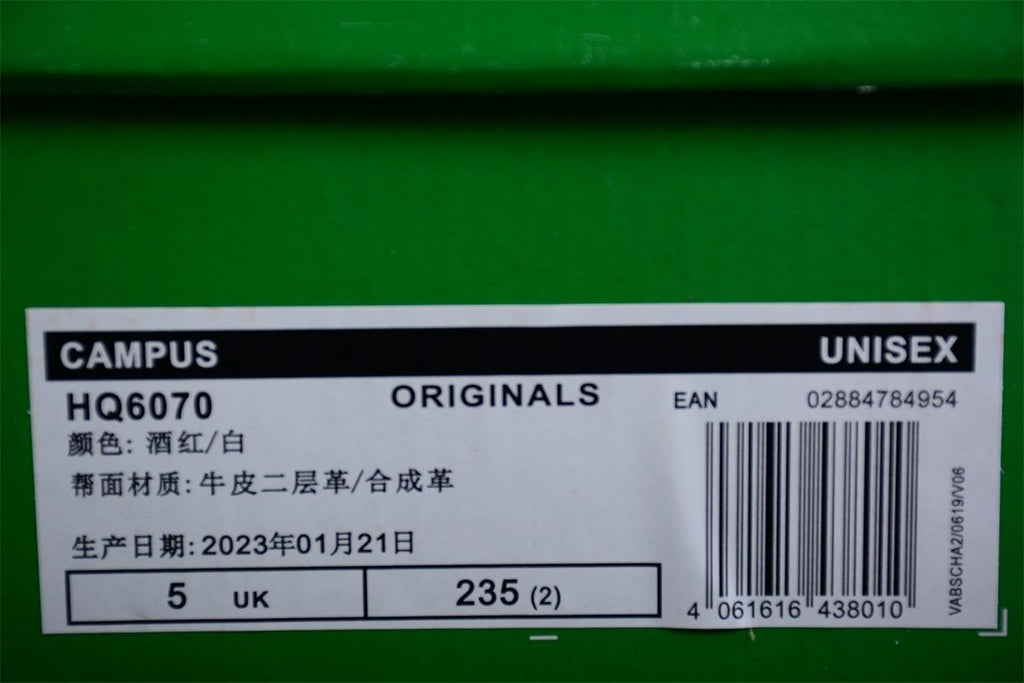 CAMPUS UNISEX
HQ6070 ORIGINALS EAN 02884784954
颜色: 酒红/白
帮面材质: 牛皮二层革/合成革
生产日期: 2023年01月21日
5 UK 235 (2)
4 061616 438010
VABSCHA2/0619/V06